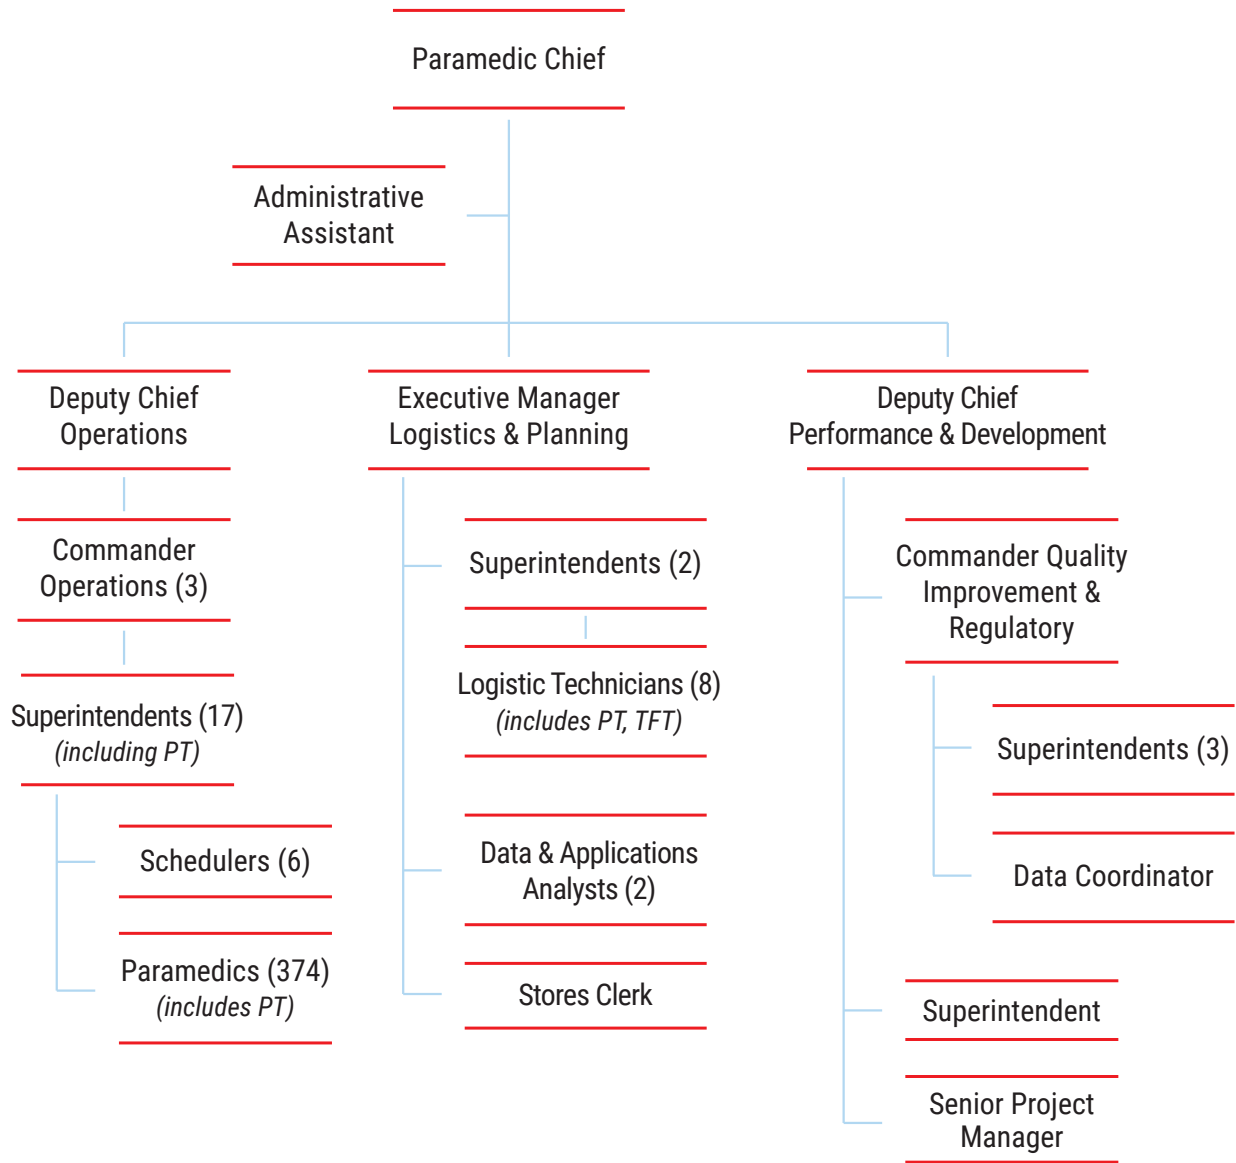 Paramedic Chief
Administrative
Assistant
Deputy Chief
Operations
Commander
Operations (3)
Superintendents (17)
(including PT)
Schedulers (6)
Paramedics (374)
(includes PT)
Executive Manager
Logistics & Planning
Superintendents (2)
Logistic Technicians (8)
(includes PT, TFT)
Data & Applications
Analysts (2)
Stores Clerk
Deputy Chief
Performance & Development
Commander Quality
Improvement &
Regulatory
Superintendents (3)
Data Coordinator
Superintendent
Senior Project
Manager